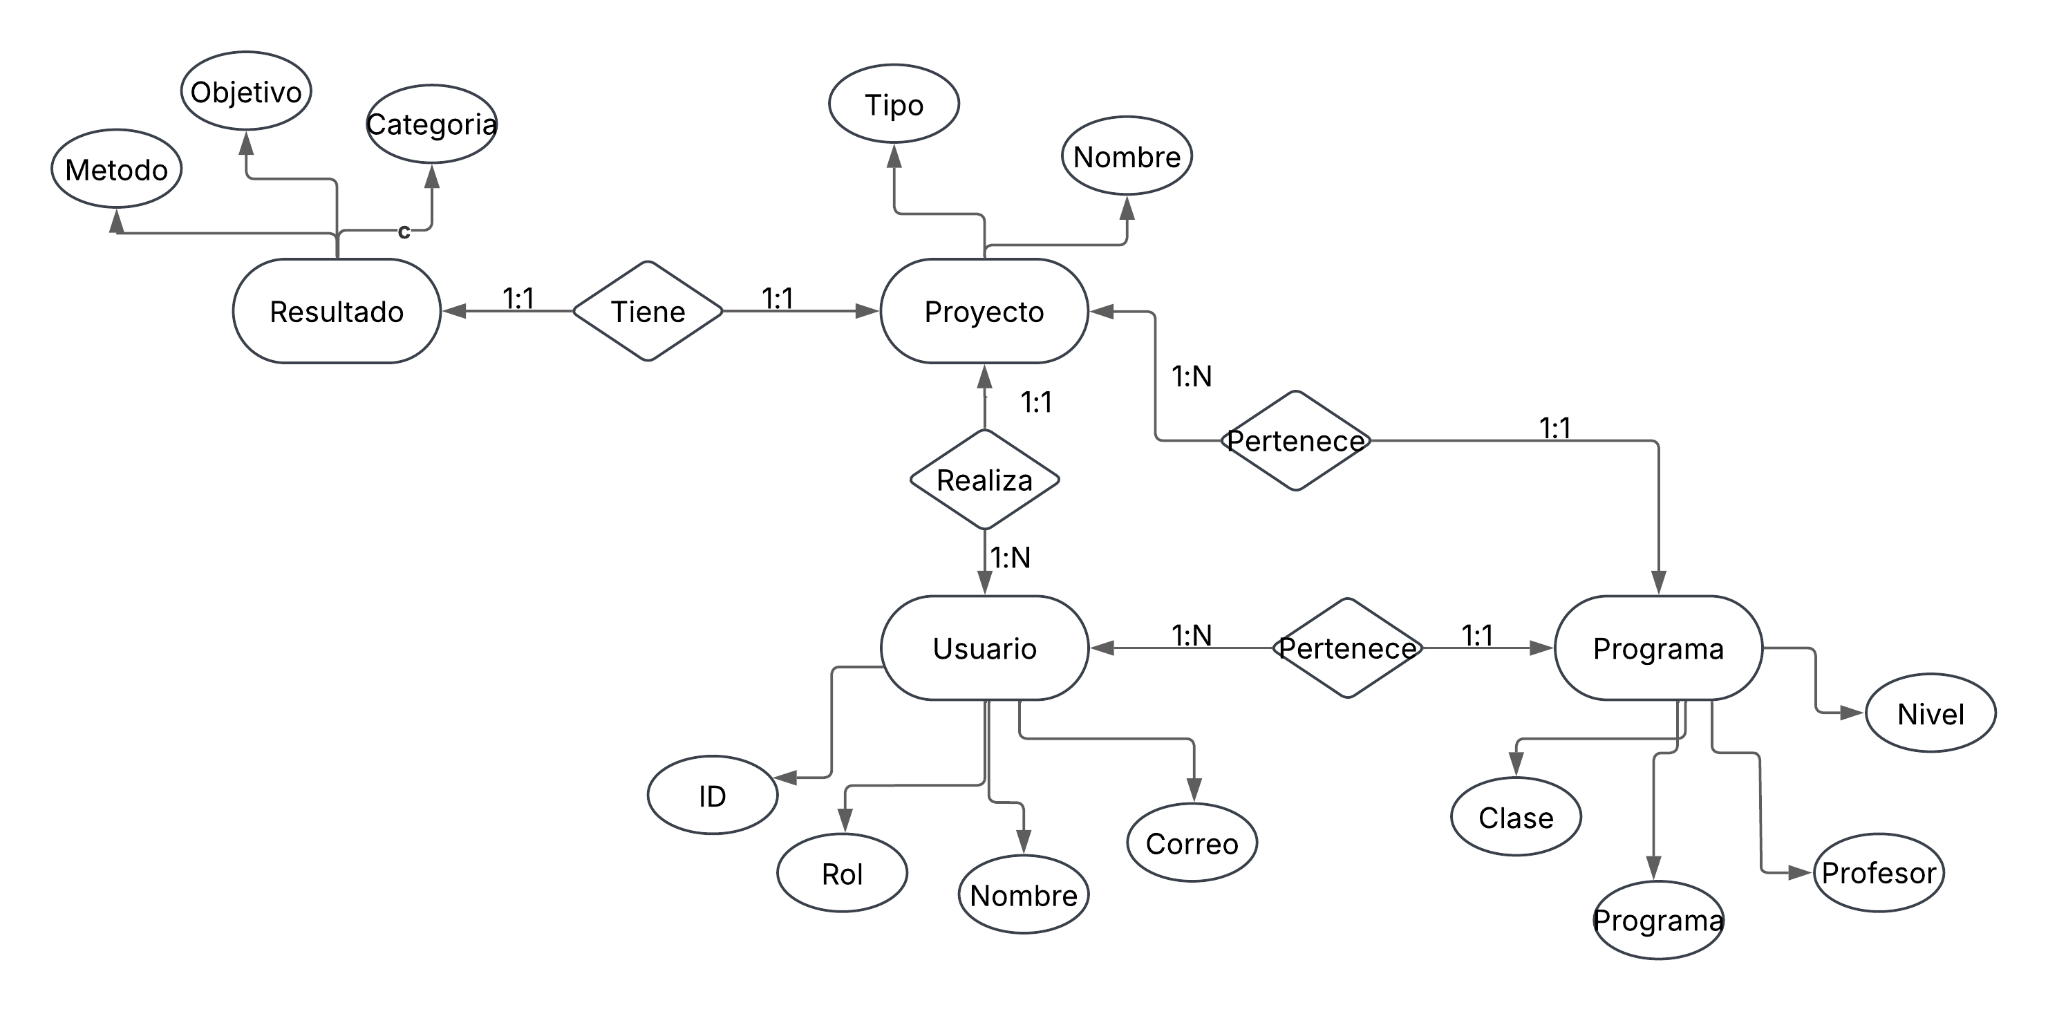 Objetivo
Categoria
Metodo
Tipo
Nombre
c
Resultado
1:1
Tiene
1:1
Proyecto
1:N
1:1
Pertenece
1:1
Realiza
1:N
Usuario
1:N
Pertenece
1:1
Programa
Nivel
ID
Rol
Nombre
Correo
Clase
Programa
Profesor